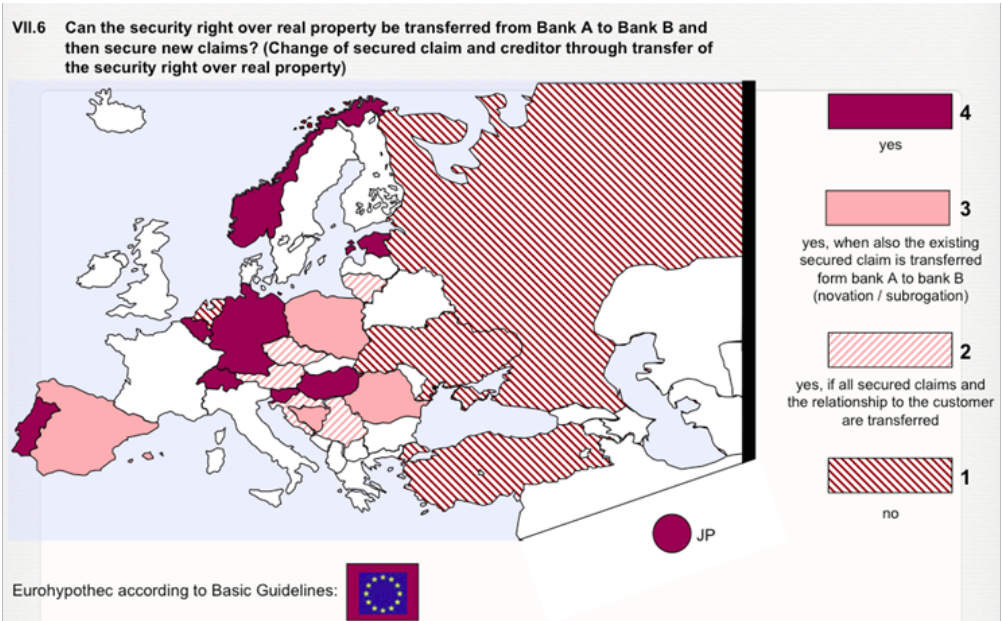 VII.6 Can the security right over real property be transferred from Bank A to Bank B and
then secure new claims? (Change of secured claim and creditor through transfer of
the security right over real property)
4
yes
3
yes, when also the existing
secured claim is transferred
form bank A to bank B
(novation / subrogation)
2
yes, if all secured claims and
the relationship to the customer
are transferred
1
no
JP
Eurohypothec according to Basic Guidelines: